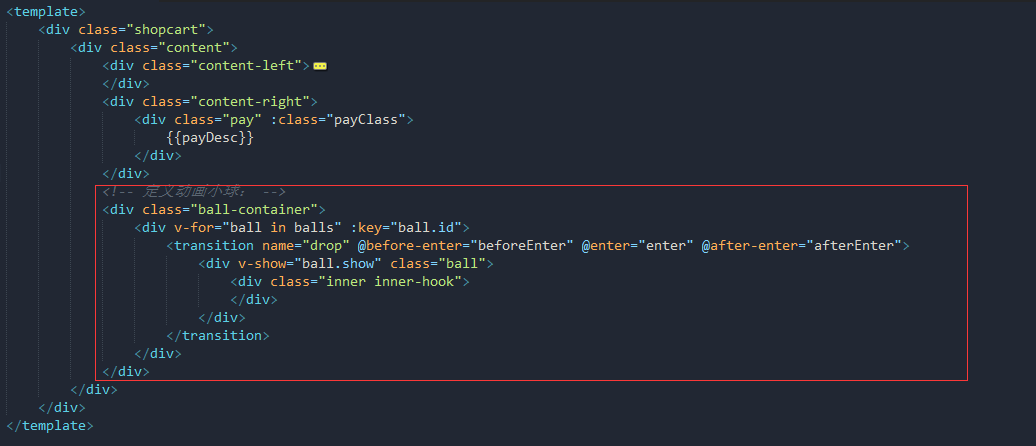 <template>
<div class="shopcart">
<div class="content">
<div class="content-left">
</div>
<div class="content-right">
<div class="pay" :class="payClass">
{{payDesc}}
</div>
</div>
<!-- 定义动画小球： -->
<div class="ball-container">
<div v-for="ball in balls" :key="ball.id">
<transition name="drop" @before-enter="beforeEnter" @enter="enter" @after-enter="afterEnter">
<div v-show="ball.show" class="ball">
<div class="inner inner-hook">
</div>
</div>
</transition>
</div>
</div>
</div>
</div>
</template>